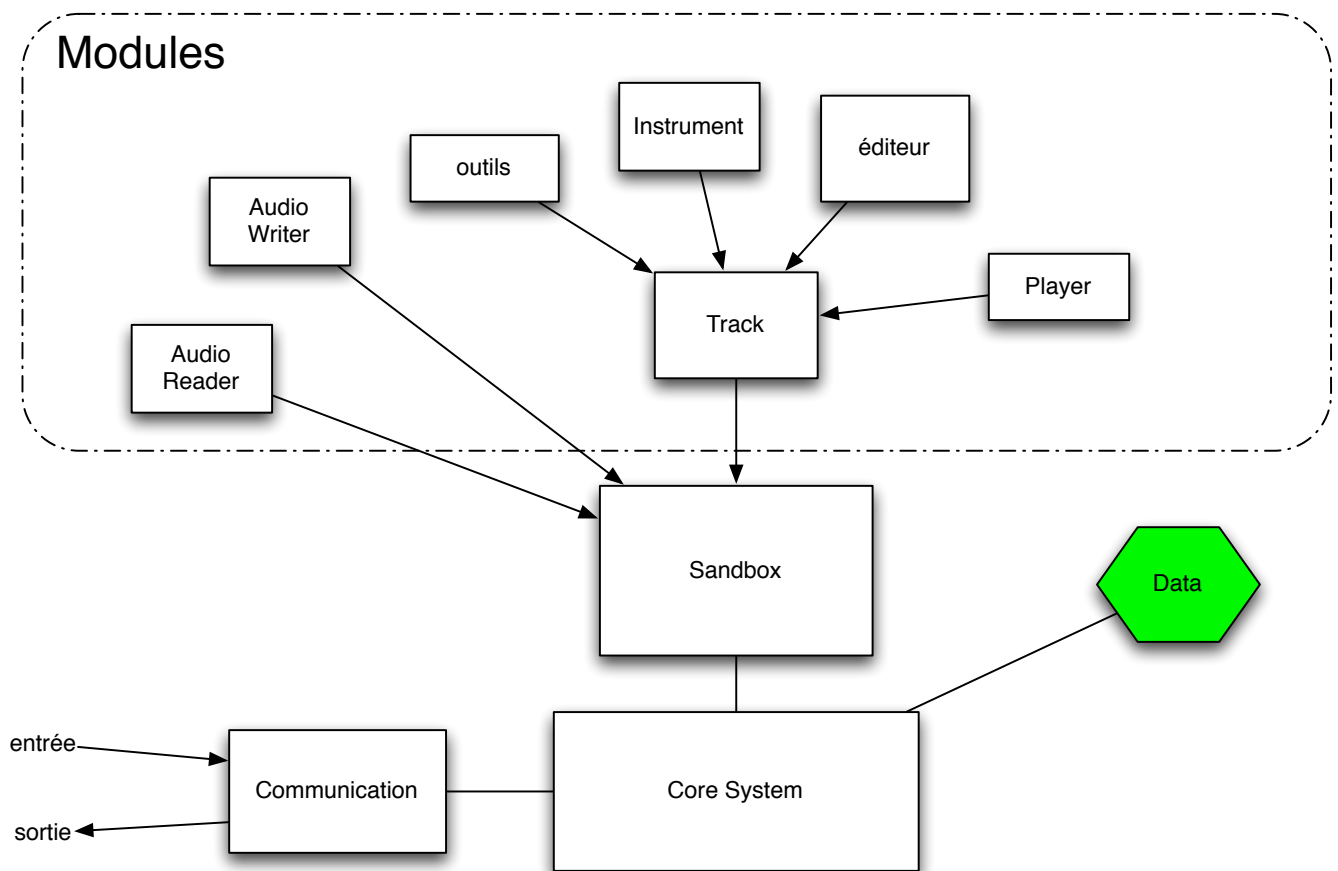 Modules
Instrument
éditeur
outils
Audio
Writer
Player
Track
Audio
Reader
Sandbox
Data
entrée
Communication
Core System
sortie